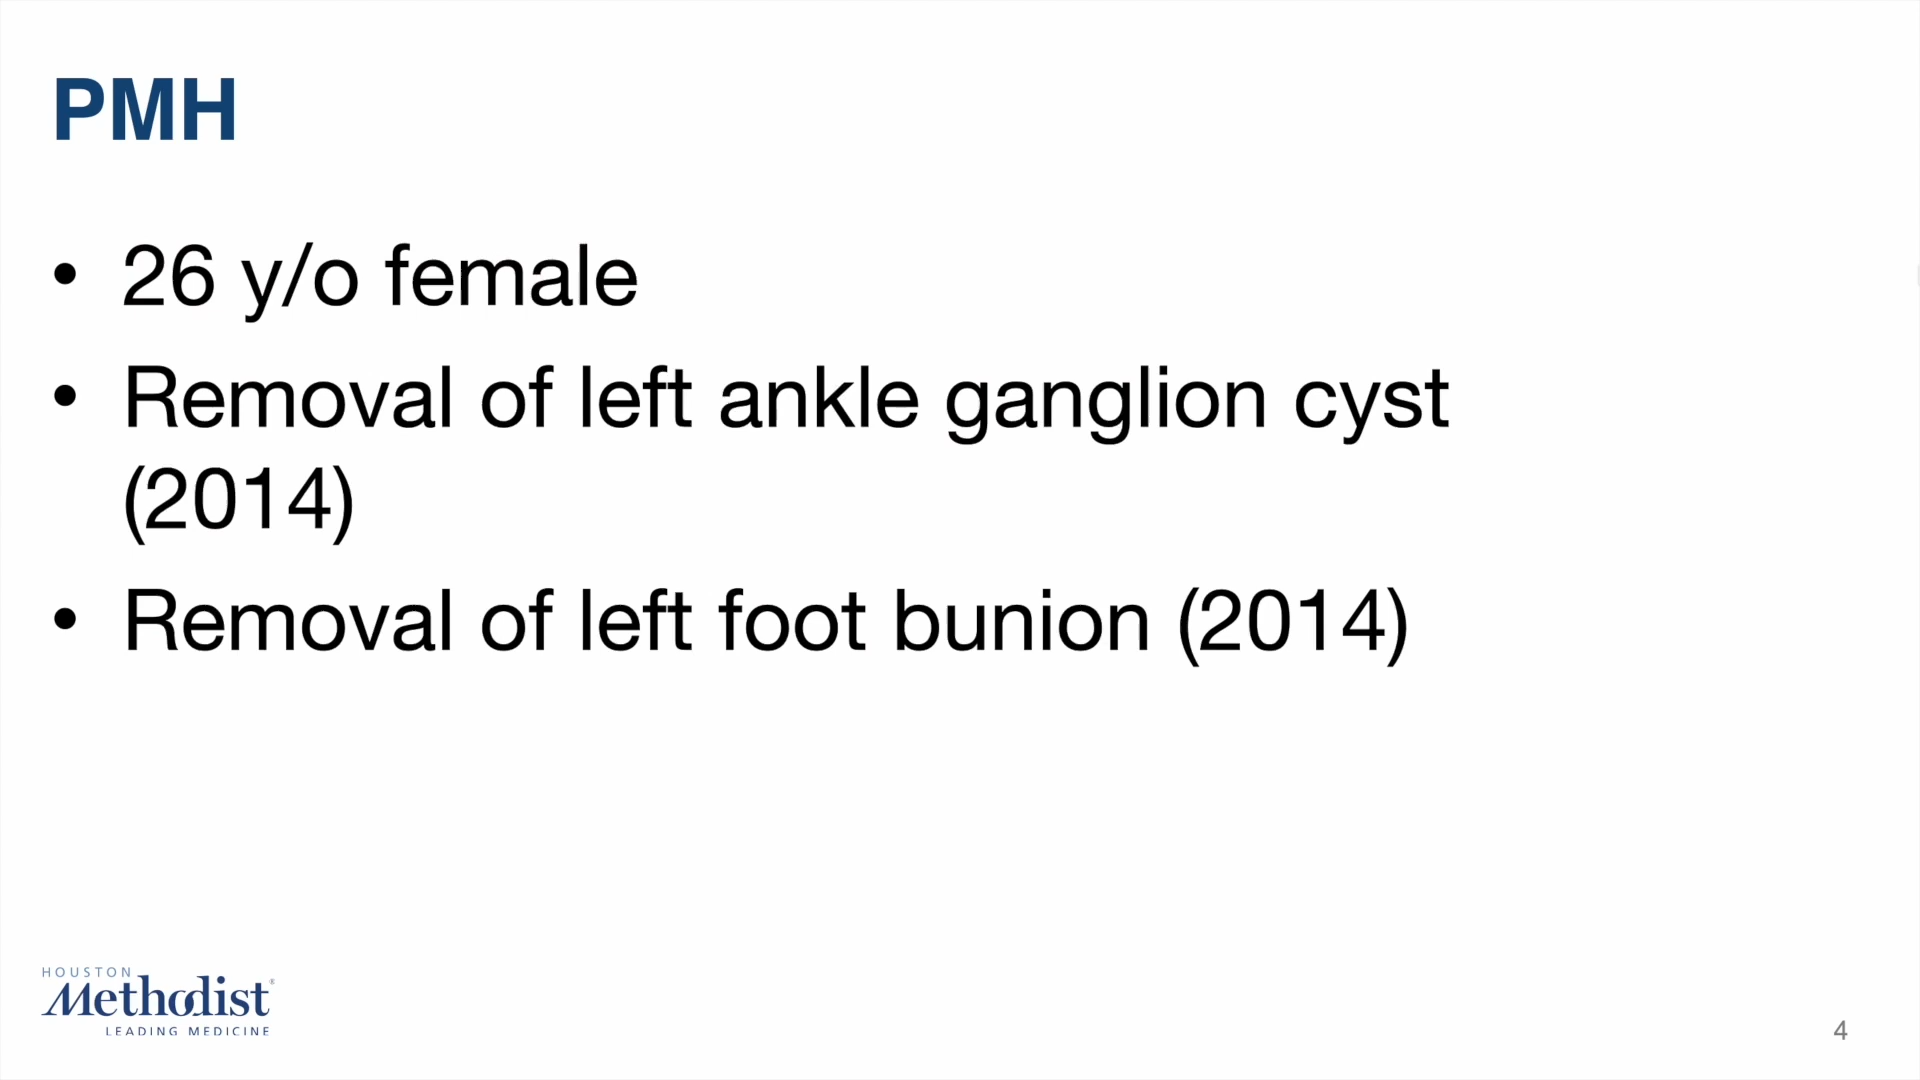 PMH
• 26 y/o female
• Removal of left ankle ganglion cyst
(2014)
• Removal of left foot bunion (2014)
HOUSTON
Methodist®
LEADING MEDICINE
4